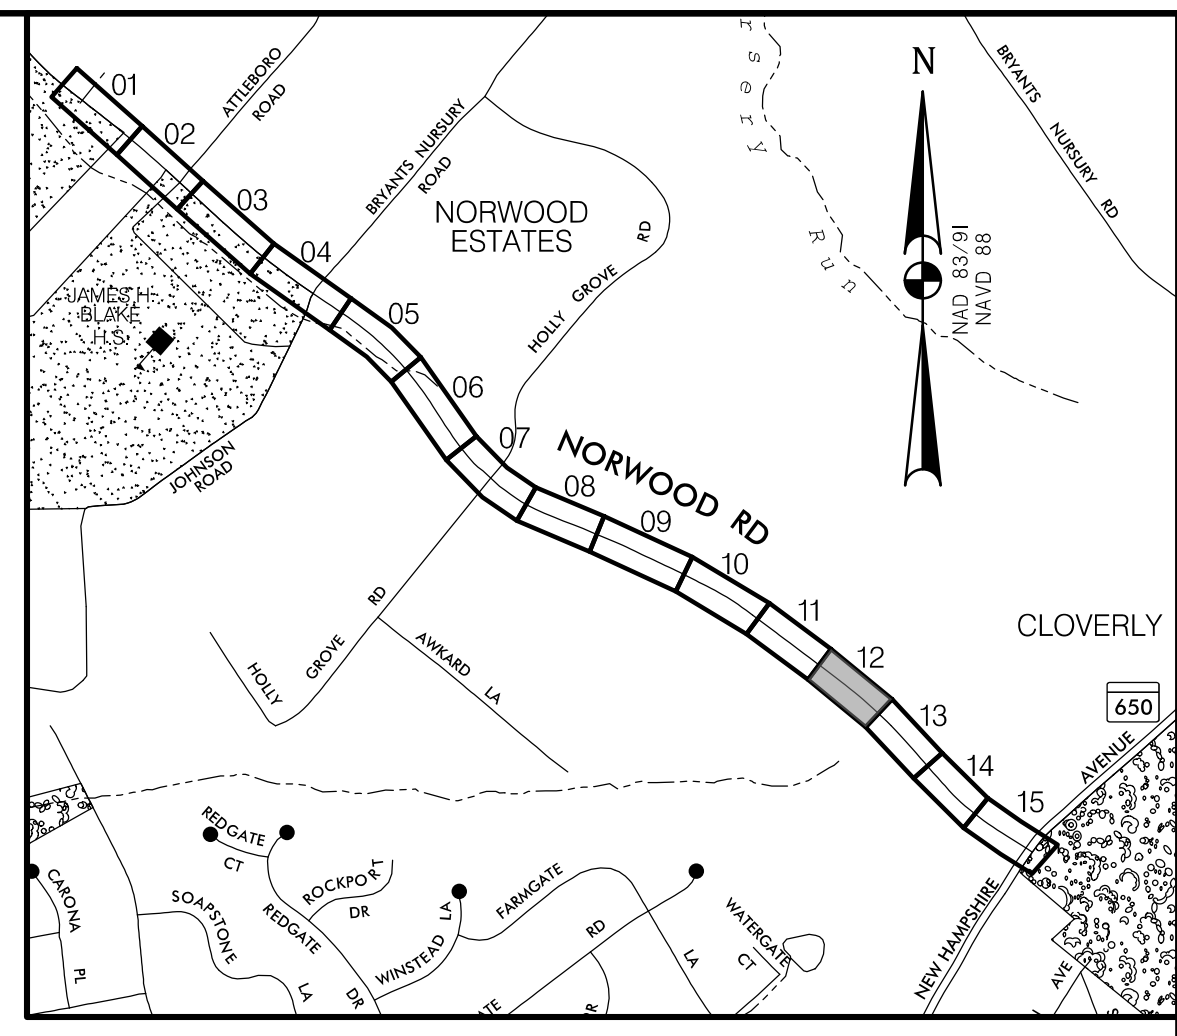 01
02
03
04
05
06
07
08
09
10
11
12
13
14
15
ATTLEBORO
ROAD
BRYANTS NURSURY
ROAD
NORWOOD
ESTATES
HOLLY GROVE RD
rsery
Run
N
NAD 83/91
NAVD 88
BRYANTS NURSURY RD
JAMES H.
BLAKE
H.S.
JOHNSON
ROAD
NORWOOD RD
HOLLY GROVE RD
AWKARD LA
CLOVERLY
650
NEW HAMPSHIRE AVENUE
REDGATE
CT
ROCKPORT
DR
CARONA PL
SOAPSTONE LA
REDGATE DR
WINSTEAD LA
FARMGATE LA
RD
WATERGATE
CT
AVE